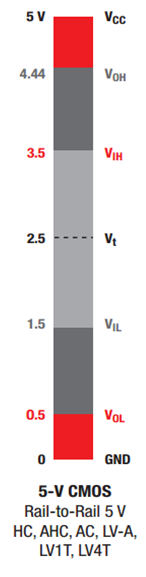 5 V VCC
4.44 VOH
3.5 VIH
2.5 Vt
1.5 VIL
0.5 VOL
0 GND
5-V CMOS
Rail-to-Rail 5 V
HC, AHC, AC, LV-A,
LV1T, LV4T